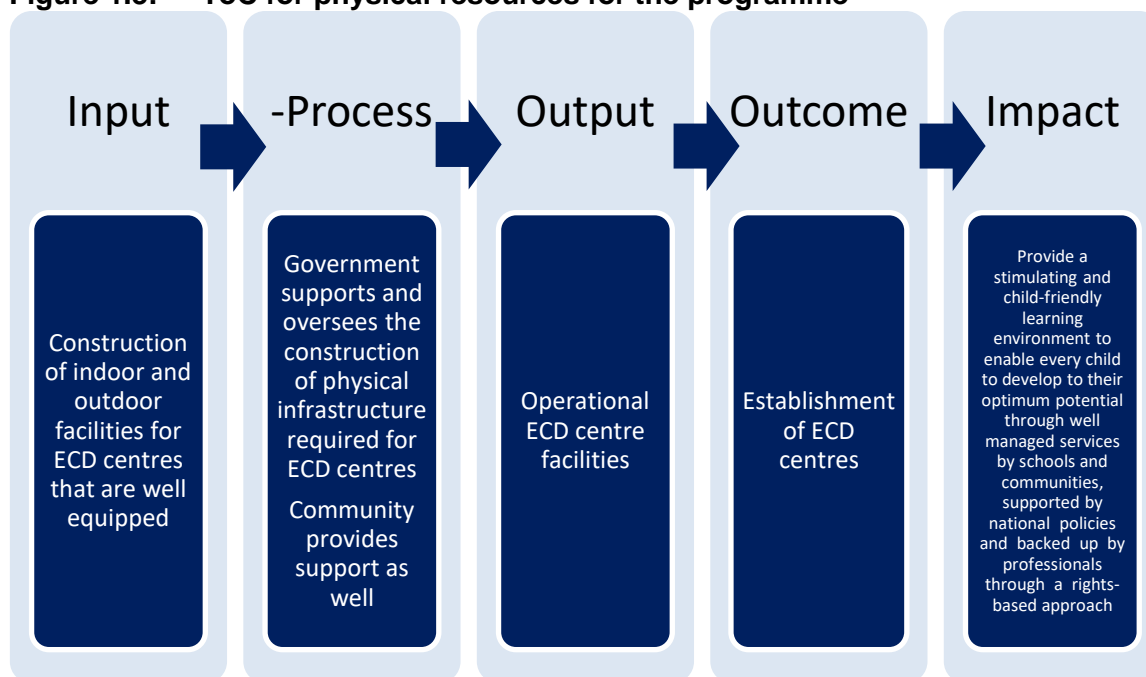 Figure ToC for physical resources for the programme
Input
-Process
Output
Outcome
Impact
Construction
of indoor and
outdoor
facilities for
ECD centres
that are well
equipped
Government
supports and
oversees the
construction
of physical
infrastructure
required for
ECD centres
Community
provides
support as
well
Operational
ECD centre
facilities
Establishment
of ECD
centres
Provide a
stimulating and
child-friendly
learning
environment to
enable every child
to develop to their
optimum potential
through well
managed services
by schools and
communities,
supported by
national policies
and backed up by
professionals
through a rights-
based approach